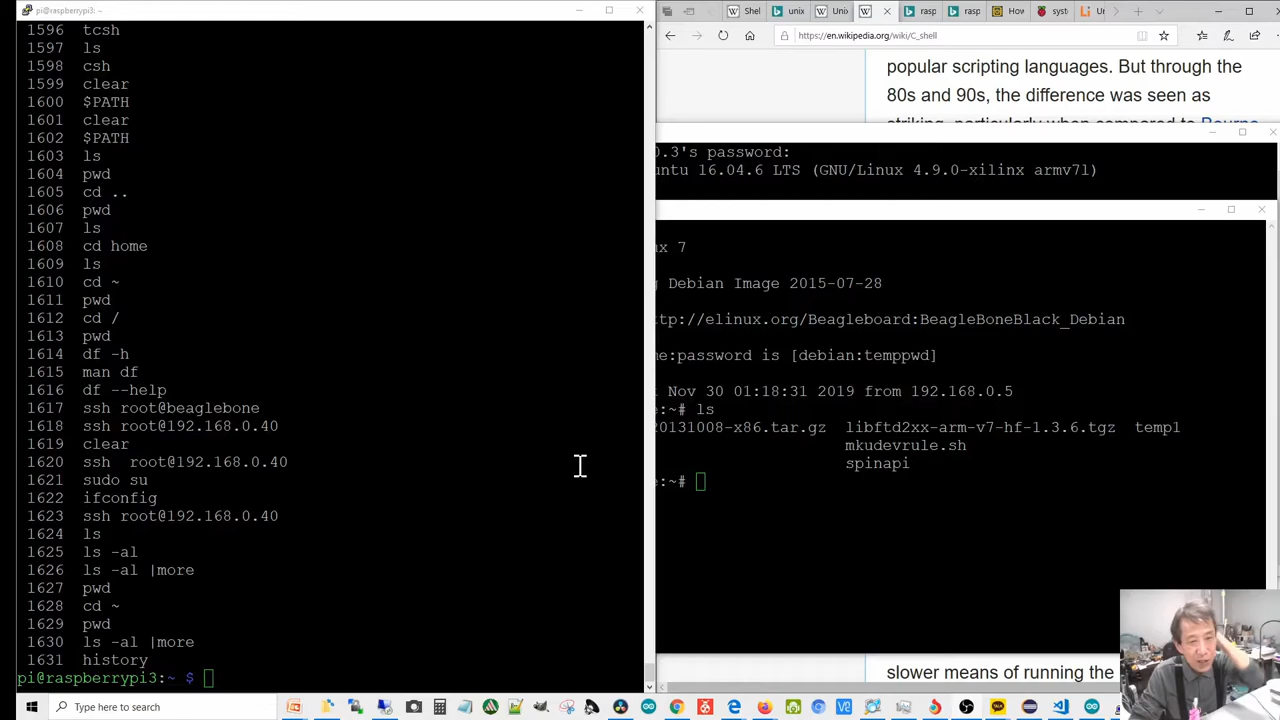 pi@raspberrypi3: ~
1596 tcsh
1597 ls
1598 csh
1599 clear
1600 $PATH
1601 clear
1602 $PATH
1603 ls
1604 pwd
1605 cd ..
1606 pwd
1607 ls
1608 cd home
1609 ls
1610 cd ~
1611 pwd
1612 cd /
1613 pwd
1614 df -h
1615 man df
1616 df --help
1617 ssh root@beaglebone
1618 ssh root@192.168.0.40
1619 clear
1620 ssh  root@192.168.0.40
1621 sudo su
1622 ifconfig
1623 ssh root@192.168.0.40
1624 ls
1625 ls -al
1626 ls -al |more
1627 pwd
1628 cd ~
1629 pwd
1630 ls -al |more
1631 history
pi@raspberrypi3:~ $
Shel
unix
Uni
W
rasp
rasp
How
syst
Ur
https://en.wikipedia.org/wiki/C_shell
popular scripting languages. But through the
80s and 90s, the difference was seen as
striking, particularly when compared to Bourne
0.3's password:
untu 16.04.6 LTS (GNU/Linux 4.9.0-xilinx armv7l)
ux 7
g Debian Image 2015-07-28
ttp://elinux.org/Beagleboard:BeagleBoneBlack_Debian
me:password is [debian:temppwd]
t Nov 30 01:18:31 2019 from 192.168.0.5
e:~# ls
20131008-x86.tar.gz libftd2xx-arm-v7-hf-1.3.6.tgz templ
mkudevrule.sh
spinapi
e:~#
slower means of running the
Type here to search